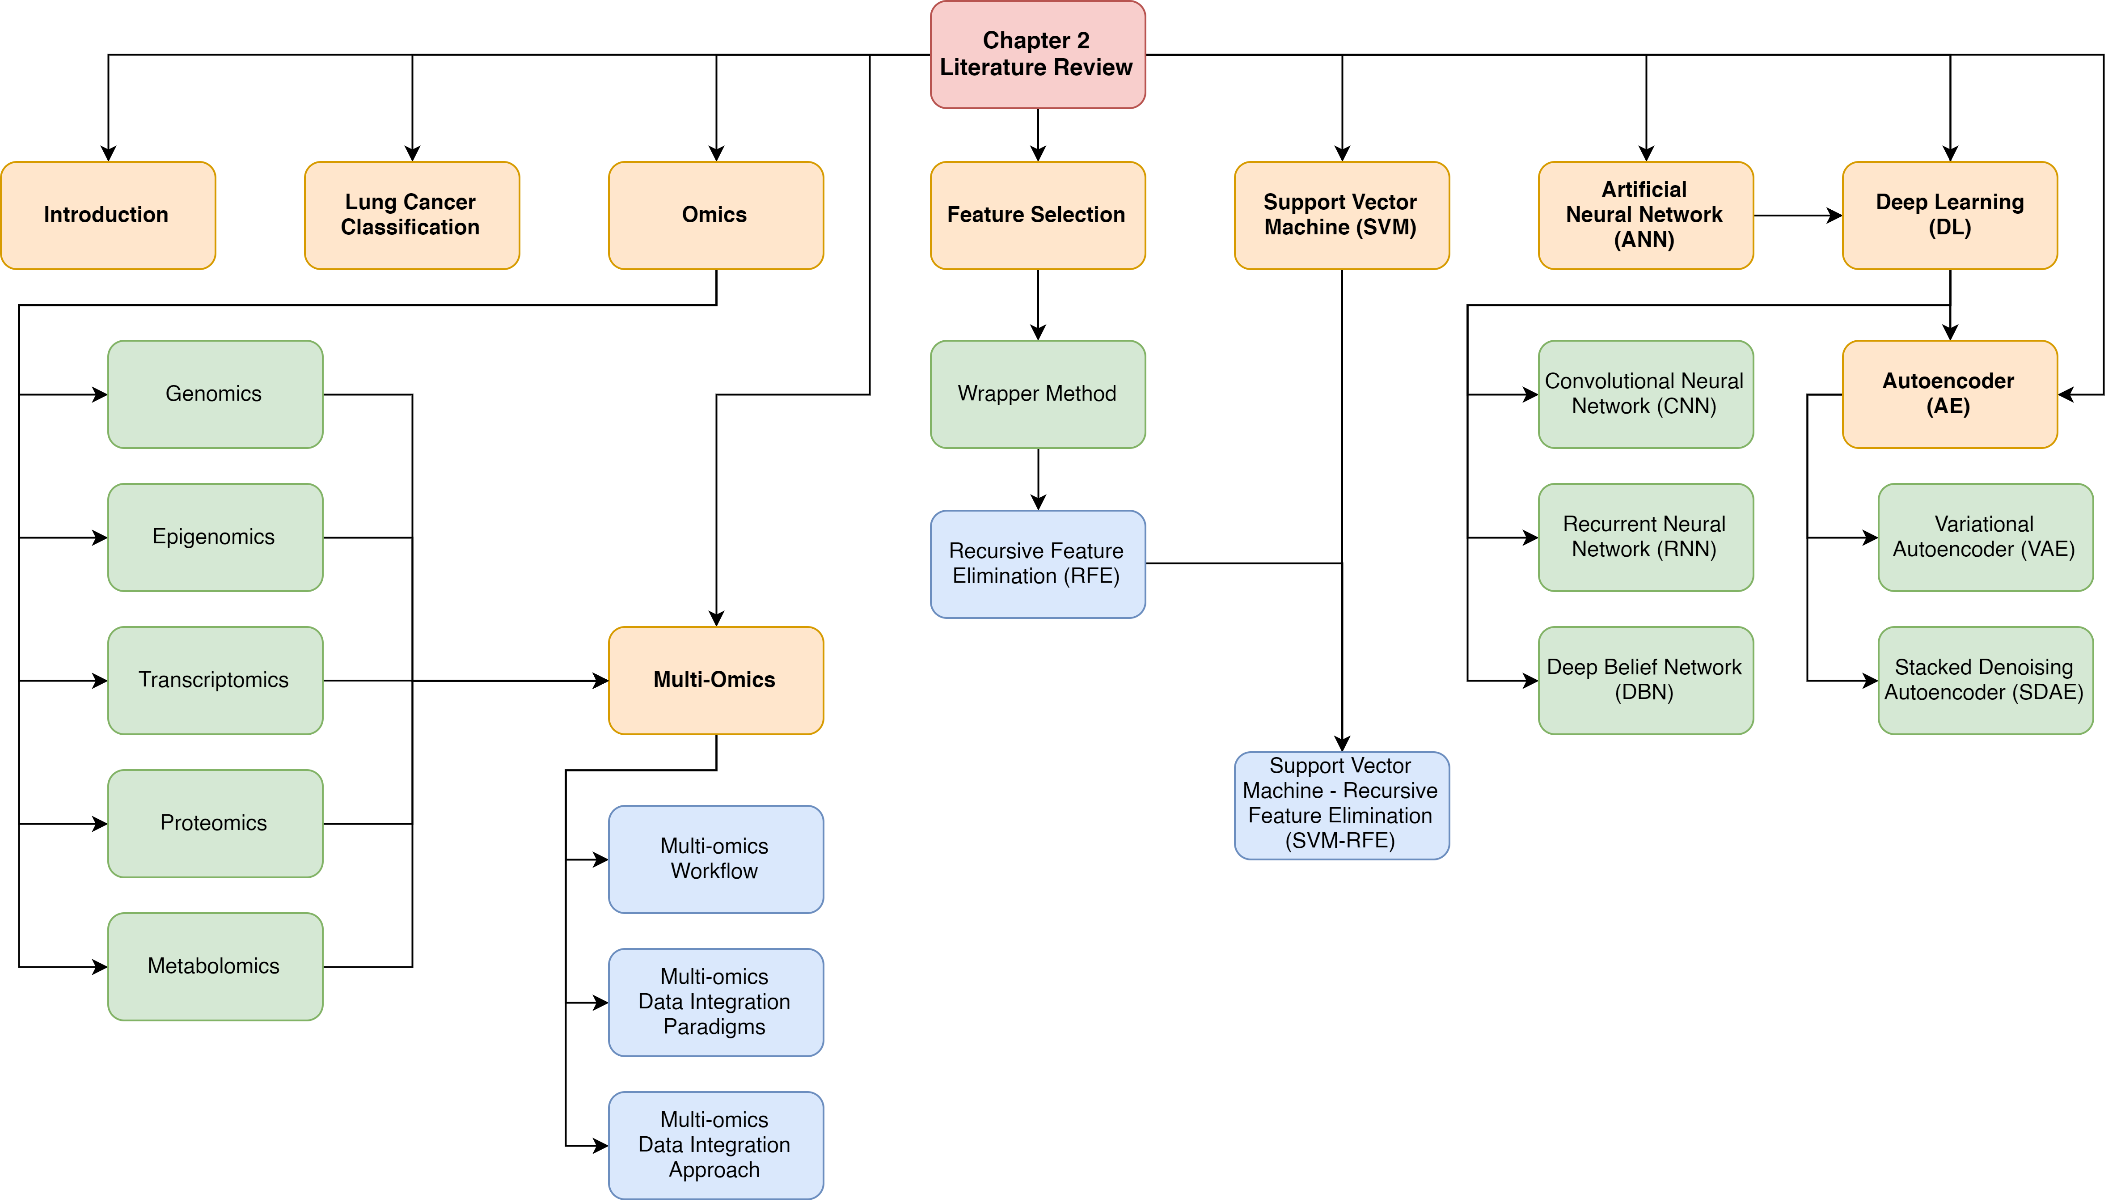 Chapter 2
Literature Review
Introduction
Lung Cancer
Classification
Omics
Feature Selection
Support Vector
Machine (SVM)
Artificial
Neural Network
(ANN)
Deep Learning
(DL)
Genomics
Epigenomics
Transcriptomics
Proteomics
Metabolomics
Multi-Omics
Multi-omics
Workflow
Multi-omics
Data Integration
Paradigms
Multi-omics
Data Integration
Approach
Wrapper Method
Recursive Feature
Elimination (RFE)
Support Vector
Machine - Recursive
Feature Elimination
(SVM-RFE)
Convolutional Neural
Network (CNN)
Recurrent Neural
Network (RNN)
Deep Belief Network
(DBN)
Autoencoder
(AE)
Variational
Autoencoder (VAE)
Stacked Denoising
Autoencoder (SDAE)